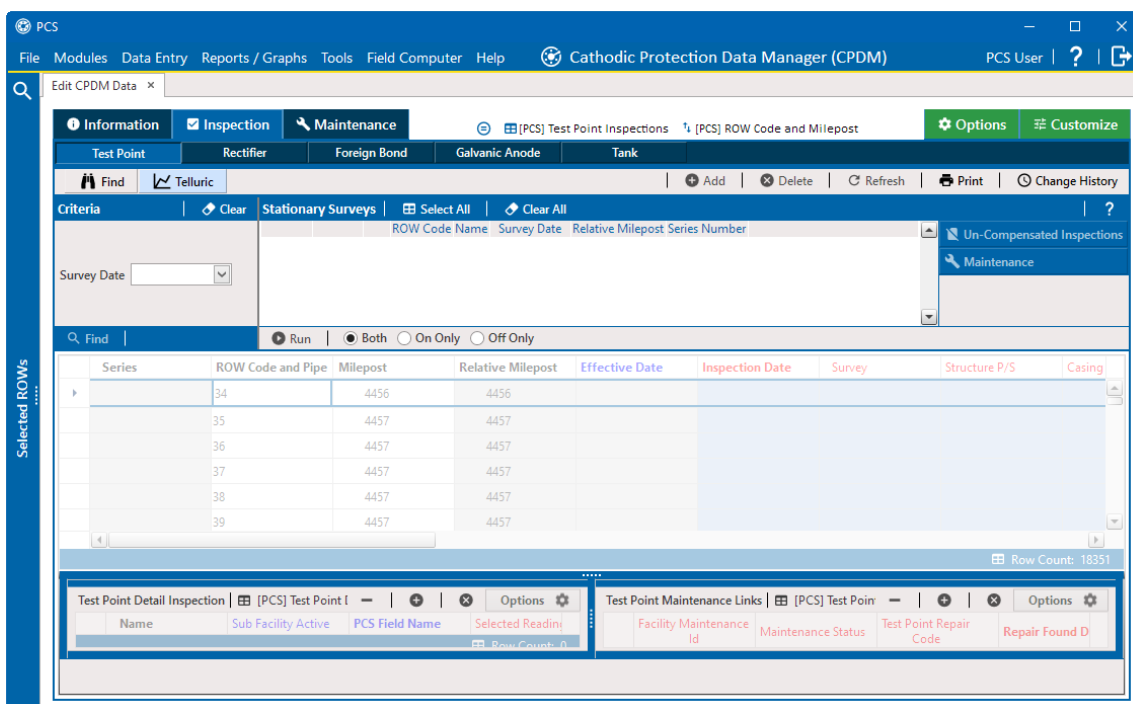 PCS
File Modules Data Entry Reports / Graphs Tools Field Computer Help Cathodic Protection Data Manager (CPDM) PCS User | ? |
Edit CPDM Data ×
Information Inspection Maintenance [PCS] Test Point Inspections [PCS] ROW Code and Milepost Options Customize
Test Point Rectifier Foreign Bond Galvanic Anode Tank
Find Telluric Add Delete Refresh Print Change History
Criteria Clear Stationary Surveys Select All Clear All ?
ROW Code Name Survey Date Relative Milepost Series Number
Un-Compensated Inspections
Maintenance
Survey Date
Find Run Both On Only Off Only
Selected ROWs
Series ROW Code and Pipe Milepost Relative Milepost Effective Date Inspection Date Survey Structure P/S Casing
34 4456 4456
35 4457 4457
36 4457 4457
37 4457 4457
38 4457 4457
39 4457 4457
Row Count: 18351
Test Point Detail Inspection [PCS] Test Point Options
Name Sub Facility Active PCS Field Name Selected Reading
Row Count: 0
Test Point Maintenance Links [PCS] Test Poin Options
Facility Maintenance Id Maintenance Status Test Point Repair Code Repair Found D